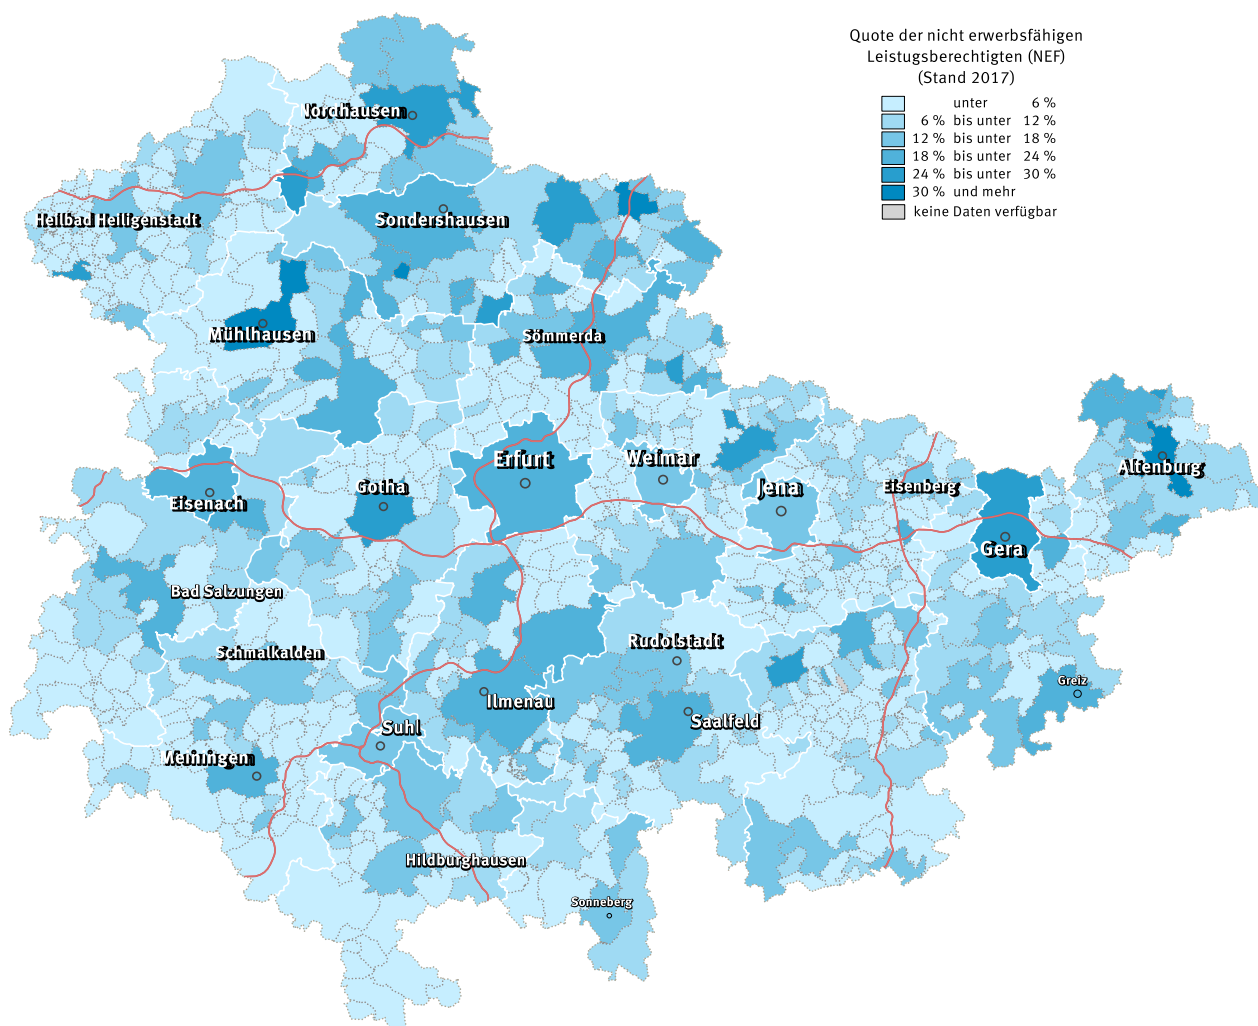 Quote der nicht erwerbsfähigen
Leistugsberechtigten (NEF)
(Stand 2017)
unter 6 %
6 % bis unter 12 %
12 % bis unter 18 %
18 % bis unter 24 %
24 % bis unter 30 %
30 % und mehr
keine Daten verfügbar
Nordhausen
Heilbad Heiligenstadt
Sondershausen
Mühlhausen
Sömmerda
Erfurt
Weimar
Altenburg
Gotha
Jena
Eisenberg
Eisenach
Gera
Bad Salzungen
Rudolstadt
Schmalkalden
Greiz
Ilmenau
Saalfeld
Suhl
Meiningen
Hildburghausen
Sonneberg